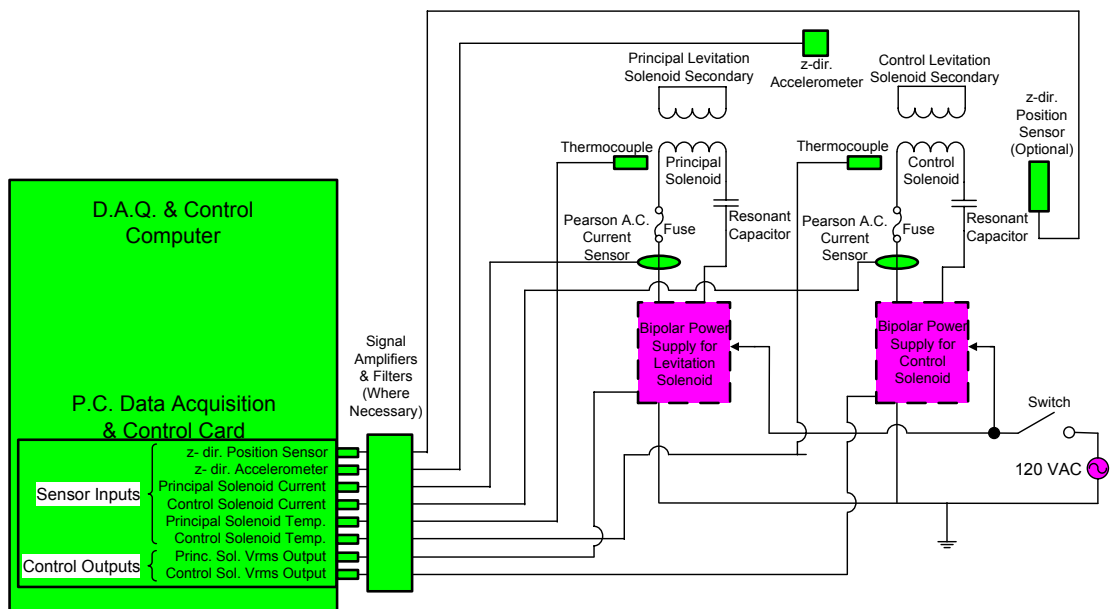 Principal Levitation
Solenoid Secondary
z-dir.
Accelerometer
Control Levitation
Solenoid Secondary
z-dir.
Position
Sensor
(Optional)
Thermocouple
Principal
Solenoid
Thermocouple
Control
Solenoid
D.A.Q. & Control
Computer
Pearson A.C.
Current
Sensor
Fuse
Resonant
Capacitor
Pearson A.C.
Current
Sensor
Fuse
Resonant
Capacitor
Bipolar Power
Supply for
Levitation
Solenoid
Bipolar Power
Supply for
Control
Solenoid
Signal
Amplifiers
& Filters
(Where
Necessary)
Switch
120 VAC
P.C. Data Acquisition
& Control Card
Sensor Inputs
z- dir. Position Sensor
z- dir. Accelerometer
Principal Solenoid Current
Control Solenoid Current
Principal Solenoid Temp.
Control Solenoid Temp.
Control Outputs
Princ. Sol. Vrms Output
Control Sol. Vrms Output